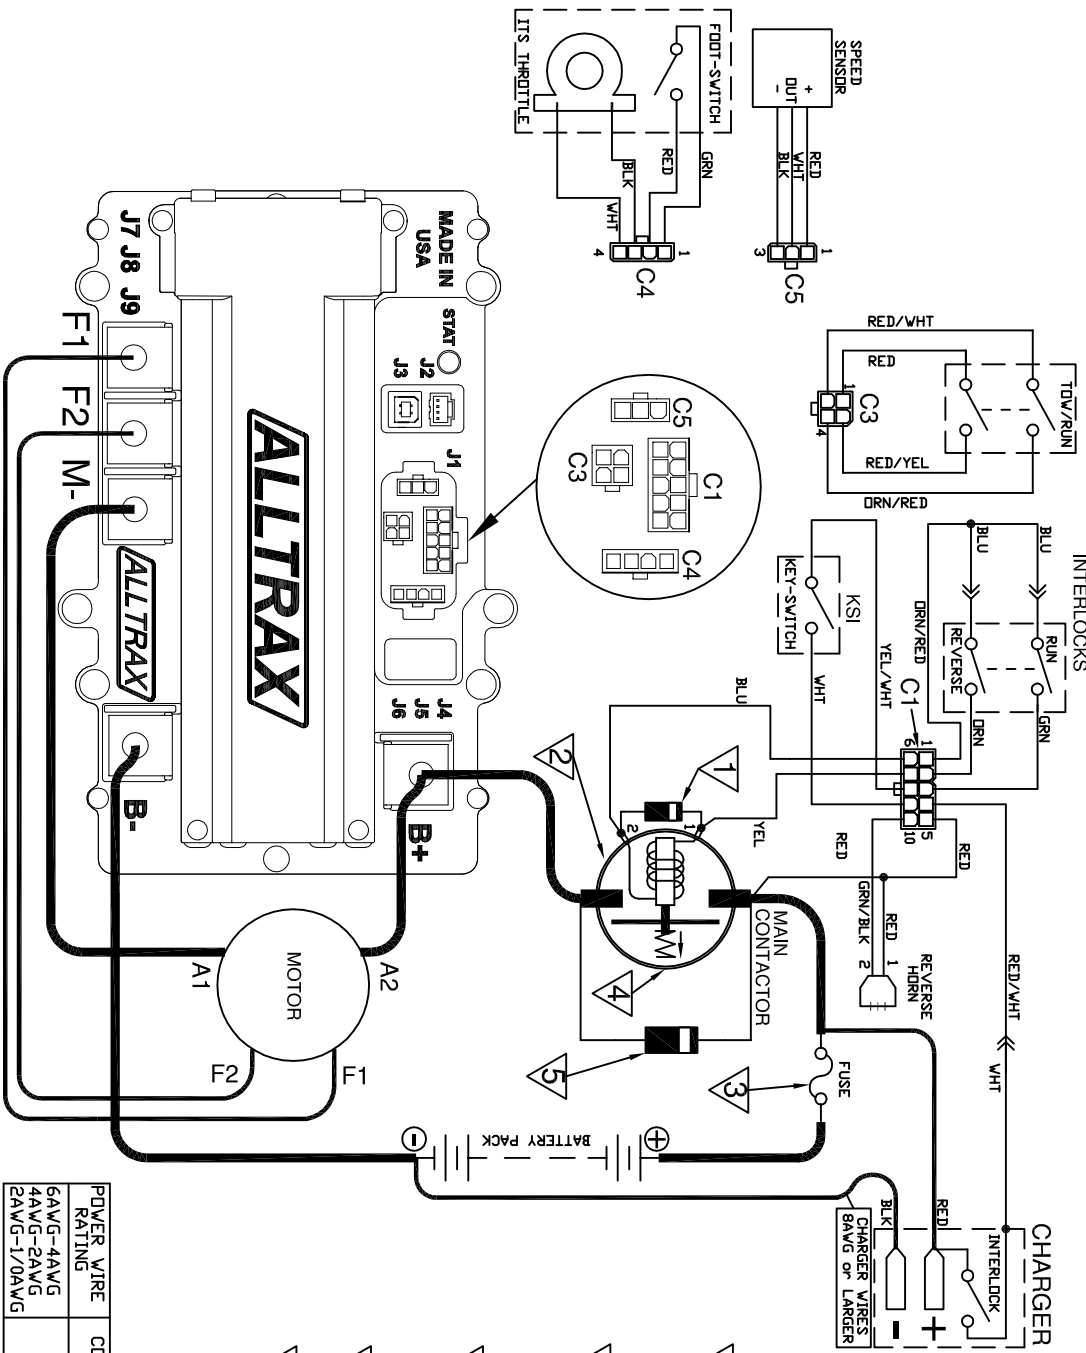 SPEED
SENSOR
+
OUT
-
RED
WHT
BLK
1
3
C5
FOOT-SWITCH
ITS THROTTLE
GRN
RED
BLK
WHT
1
4
C4
RED/WHT
RED
TOW/RUN
1
C3
4
RED/YEL
ORN/RED
INTERLOCKS
BLU
BLU
RUN
REVERSE
GRN
ORN
ORN/RED
KSI
KEY-SWITCH
YEL/WHT
WHT
C1
1
6
5
10
BLU
YEL
RED
RED
GRN/BLK
RED
1
2
REVERSE
HORN
RED/WHT
WHT
C5
C3
C1
C4
MADE IN
USA
STAT
J2
J3
J1
J4
J5
J6
J7 J8 J9
F1
F2
M-
ALLTRAX
ALLTRAX
B-
B+
1
2
1
2
MAIN
CONTACTOR
4
5
3
FUSE
MOTOR
A1
A2
F2
F1
- BATTERY PACK +
CHARGER
INTERLOCK
RED
BLK
+
-
CHARGER WIRES
8AWG or LARGER
POWER WIRE
RATING
6AWG-4AWG
4AWG-2AWG
2AWG-1/0AWG